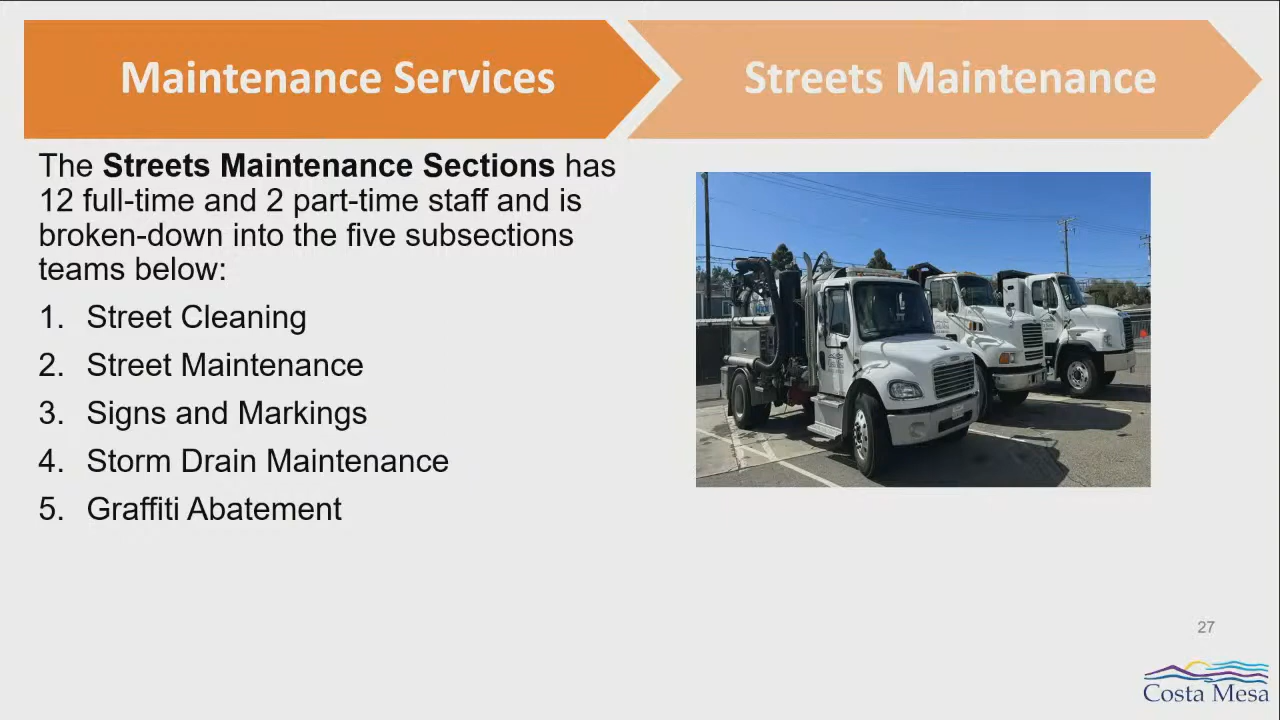 Maintenance Services
Streets Maintenance
The Streets Maintenance Sections has
12 full-time and 2 part-time staff and is
broken-down into the five subsections
teams below:
1. Street Cleaning
2. Street Maintenance
3. Signs and Markings
4. Storm Drain Maintenance
5. Graffiti Abatement
27
Costa Mesa